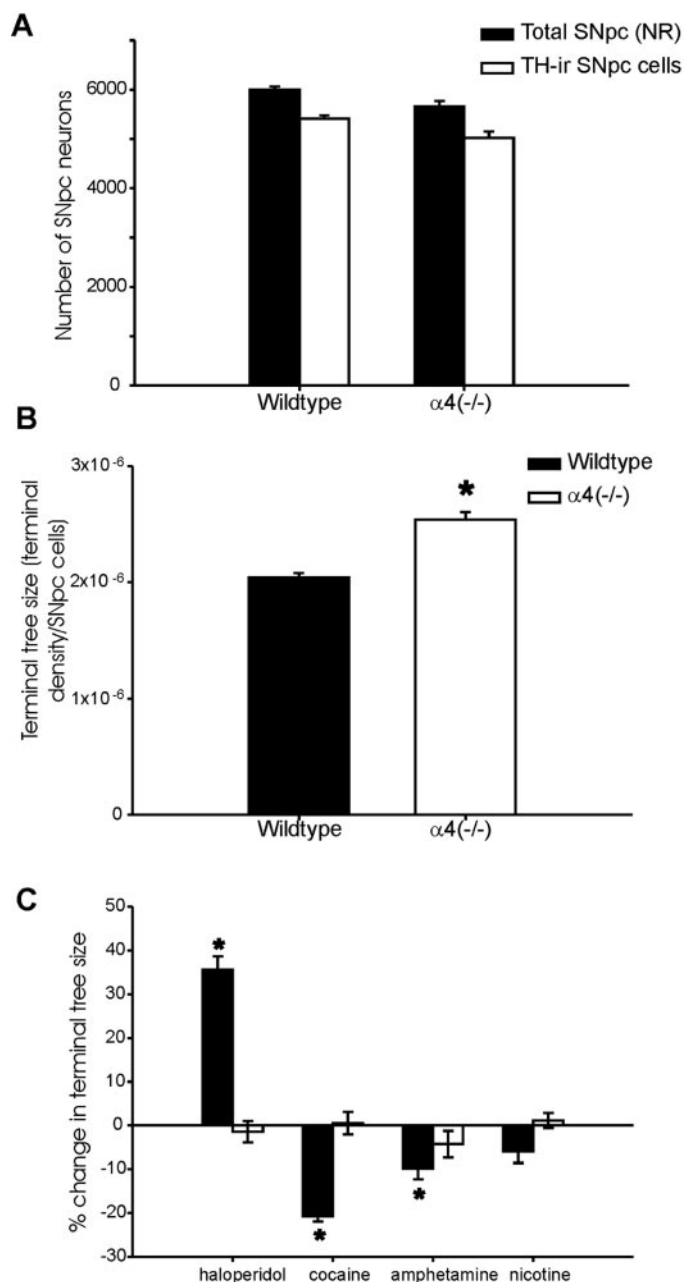 A
Total SNpc (NR)
TH-ir SNpc cells
Number of SNpc neurons
6000
4000
2000
0
Wildtype
α4(-/-)
B
Wildtype
α4(-/-)
*
Terminal tree size (terminal
density/SNpc cells)
3x10-6
2x10-6
1x10-6
0
Wildtype
α4(-/-)
C
% change in terminal tree size
50
40
30
20
10
0
-10
-20
-30
*
*
*
haloperidol
cocaine
amphetamine
nicotine